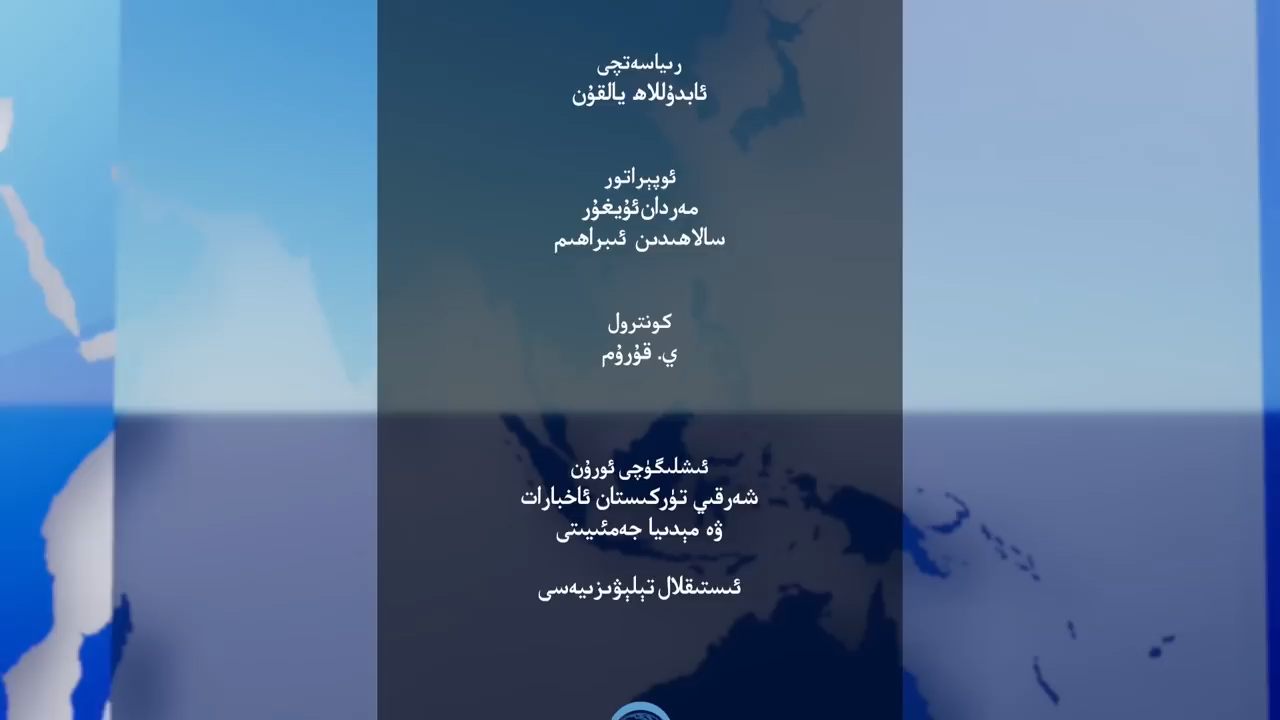 رىياسەتچى
ئابدۇللاھ يالقۇن
ئوپېراتور
مەردان ئۇيغۇر
سالاھىدىن ئىبراھىم
كونترول
ي. قۇرۇم
ئىشلىگۈچى ئورۇن
شەرقىي تۈركىستان ئاخبارات
ۋە مېدىيا جەمئىيىتى
ئىستىقلال تېلېۋىزىيەسى